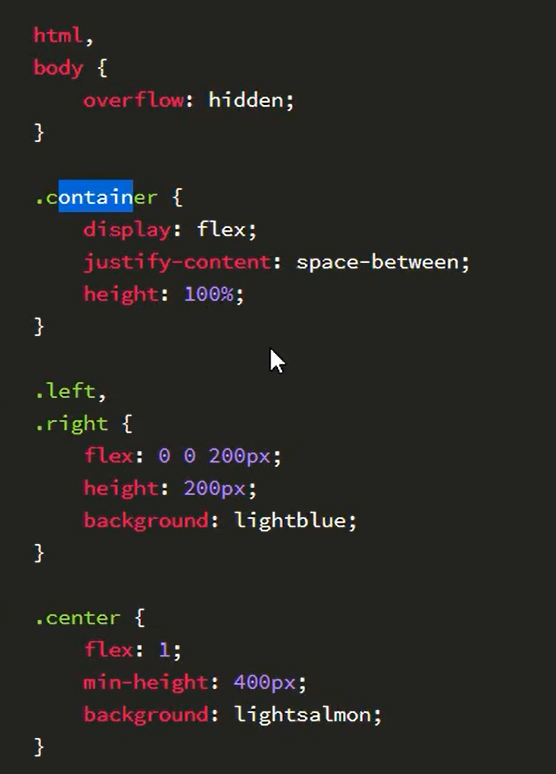 html,
body {
    overflow: hidden;
}
.container {
    display: flex;
    justify-content: space-between;
    height: 100%;
}
.left,
.right {
    flex: 0 0 200px;
    height: 200px;
    background: lightblue;
}
.center {
    flex: 1;
    min-height: 400px;
    background: lightsalmon;
}